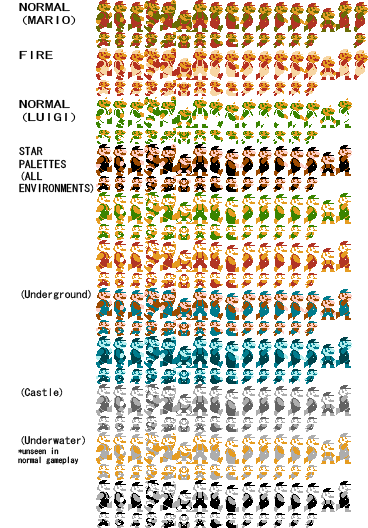 NORMAL
(MARIO)
FIRE
NORMAL
(LUIGI)
STAR
PALETTES
(ALL
ENVIRONMENTS)
(Underground)
(Castle)
(Underwater)
*unseen in
normal gameplay